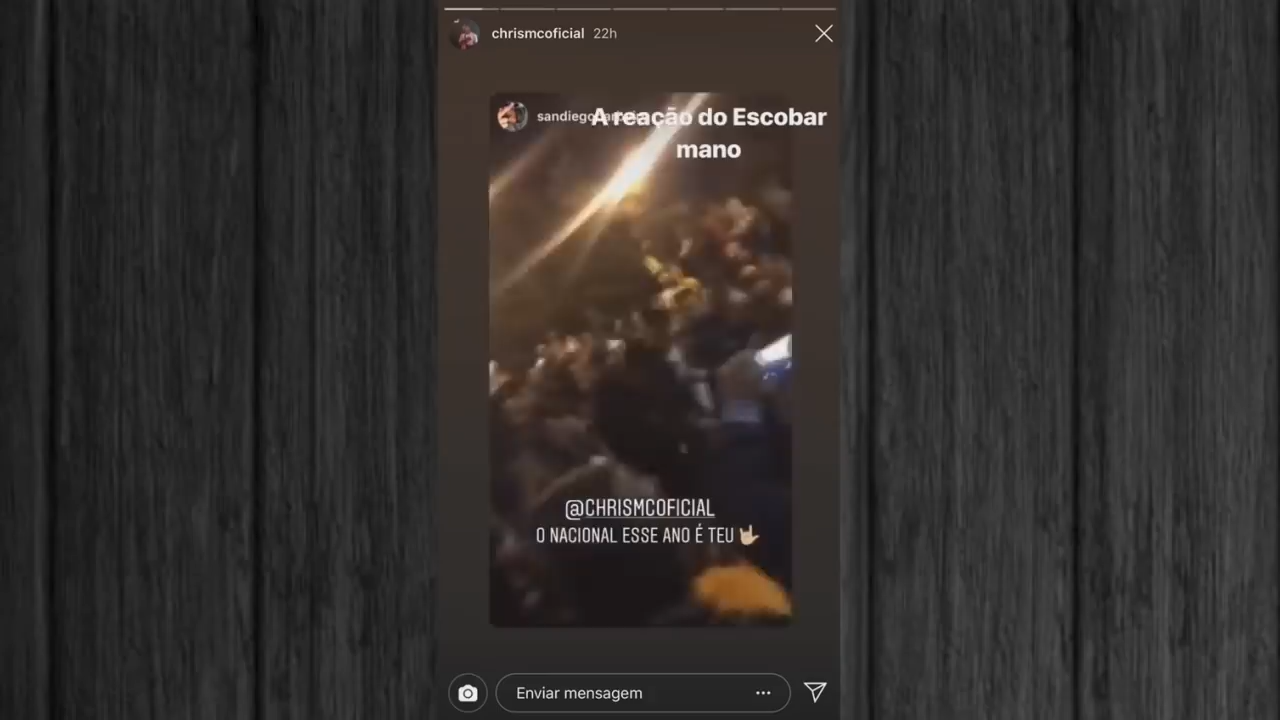 chrismcoficial 22h
A reação do Escobar
mano
@CHRISMCOFICIAL
O NACIONAL ESSE ANO É TEU 🤟🏼
Enviar mensagem